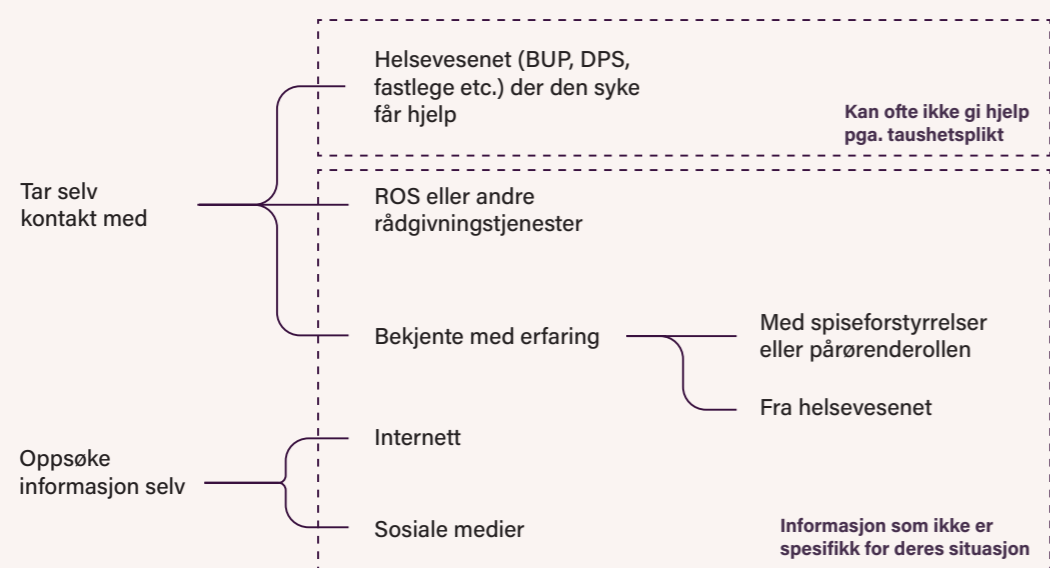 Helsevesenet (BUP, DPS,
fastlege etc.) der den syke
får hjelp
Kan ofte ikke gi hjelp
pga. taushetsplikt
Tar selv
kontakt med
ROS eller andre
rådgivningstjenester
Bekjente med erfaring
Med spiseforstyrrelser
eller pårørenderollen
Fra helsevesenet
Oppsøke
informasjon selv
Internett
Sosiale medier
Informasjon som ikke er
spesifikk for deres situasjon